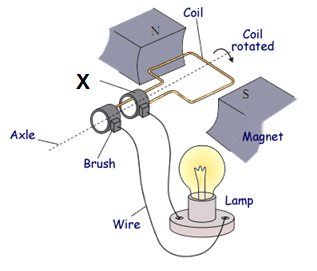 Coil
N
Coil
rotated
X
S
Magnet
Axle
Brush
Lamp
Wire